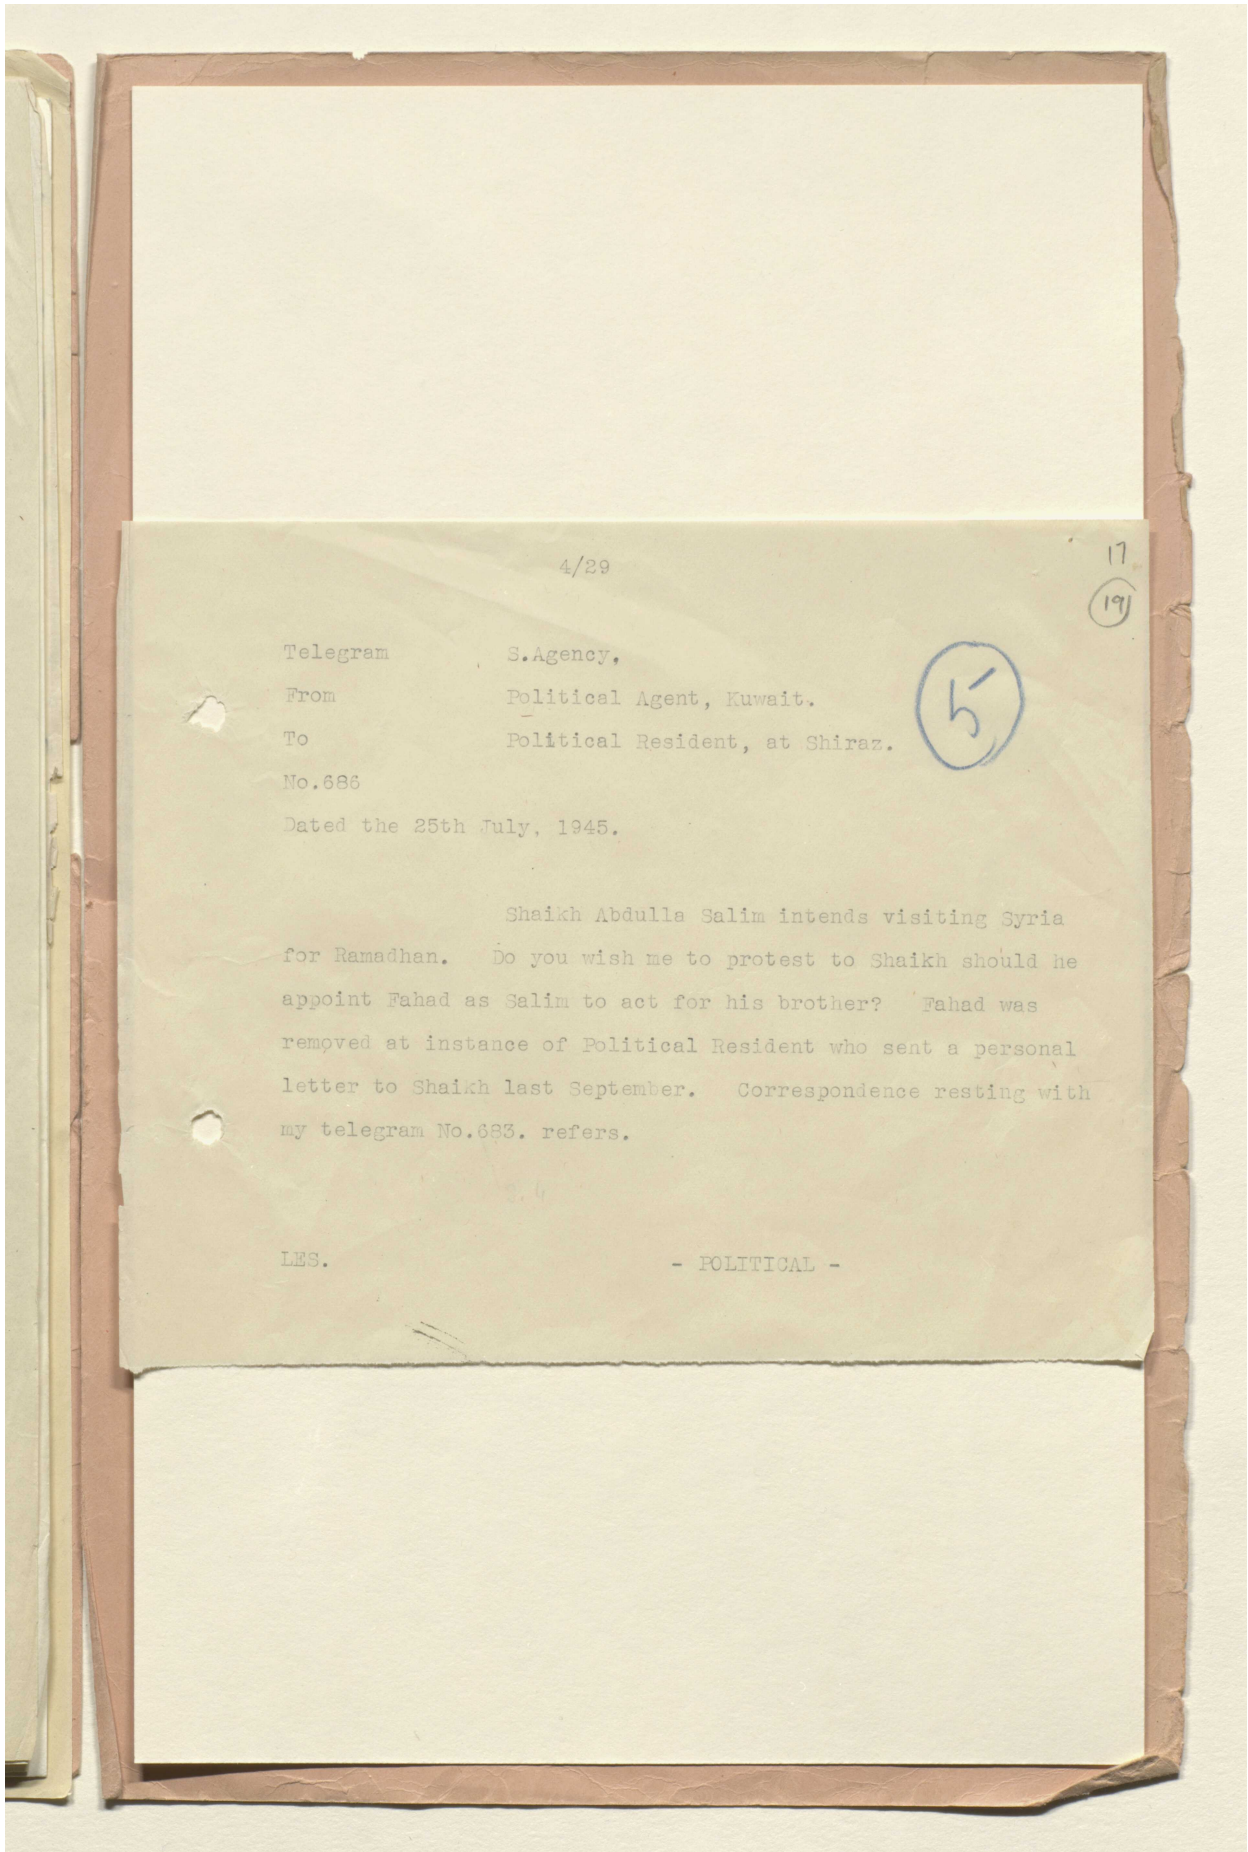 4/29
17
19
Telegram S.Agency.
From Political Agent, Kuwait.
5
To Political Resident, at Shiraz.
No.686
Dated the 25th July, 1945.
Shaikh Abdulla Salim intends visiting Syria
for Ramadhan. Do you wish me to protest to Shaikh should he
appoint Fahad as Salim to act for his brother? Fahad was
removed at instance of Political Resident who sent a personal
letter to Shaikh last September. Correspondence resting with
my telegram No.683. refers.
LES. - POLITICAL -